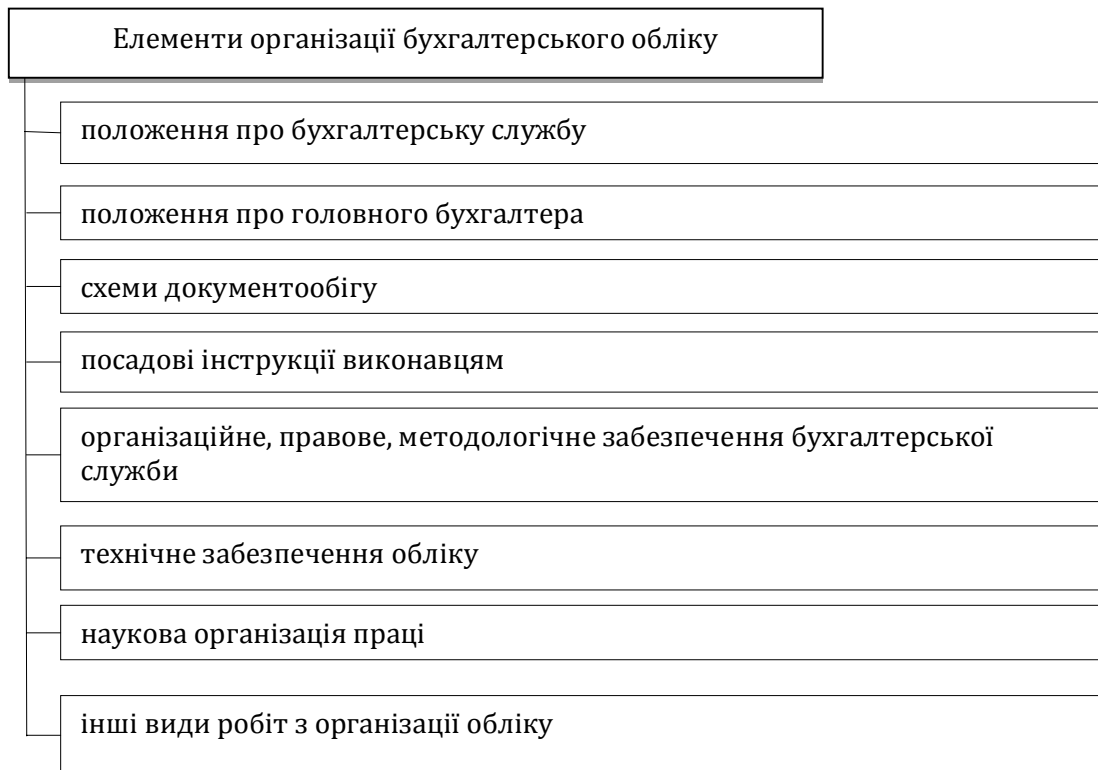 Елементи організації бухгалтерського обліку
положення про бухгалтерську службу
положення про головного бухгалтера
схеми документообігу
посадові інструкції виконавцям
організаційне, правове, методологічне забезпечення бухгалтерської
служби
технічне забезпечення обліку
наукова організація праці
інші види робіт з організації обліку